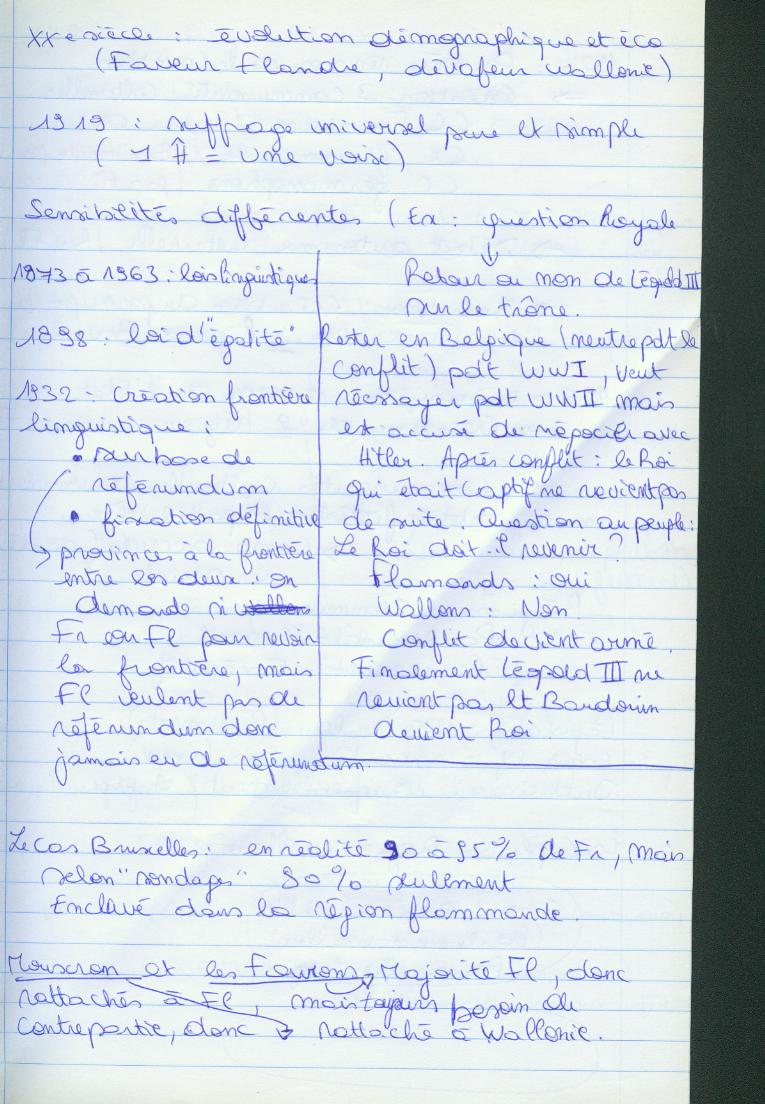 XXe siècle : évolution démographique et éco
(Faveur Flandre, dévafeur Wallonie)
1919 : suffrage universel pure et simple
( 1 Ĥ = une voix)
Sensibilités différentes ( Ex : question Royale
↓
Retour ou non de Léopold III
sur le trône.
Rester en Belgique (neutre pdt le
conflit) pdt WWI, veut
réessayer pdt WWII mais
est accusé de négocier avec
Hitler. Après conflit : le Roi
qui était captif ne revient pas
de suite. Question au peuple :
Le Roi doit-il revenir ?
Flamands : oui
Wallons : Non
Conflit devient armé.
Finalement Léopold III ne
revient pas et Baudouin
devient Roi.
1873 à 1963 : lois linguistiques
1898 : loi d'"égalité"
1932 : Création frontière
linguistique :
• sur base de
référundum
• fixation définitive
provinces à la frontière
entre les deux : on
demande si
Fr ou Fl pour revoir
la frontière, mais
Fl veulent pas de
référundum donc
jamais eu de référundum.
Le Cas Bruxelles : en réalité 90 à 95% de Fr, mais
selon "sondages" 80% seulement
Enclavé dans la région flammande.
Mouscron et les Fourons → Majorité Fl, donc
rattachés à Fl, mais toujours besoin de
Contrepartie, donc → rattaché à Wallonie.